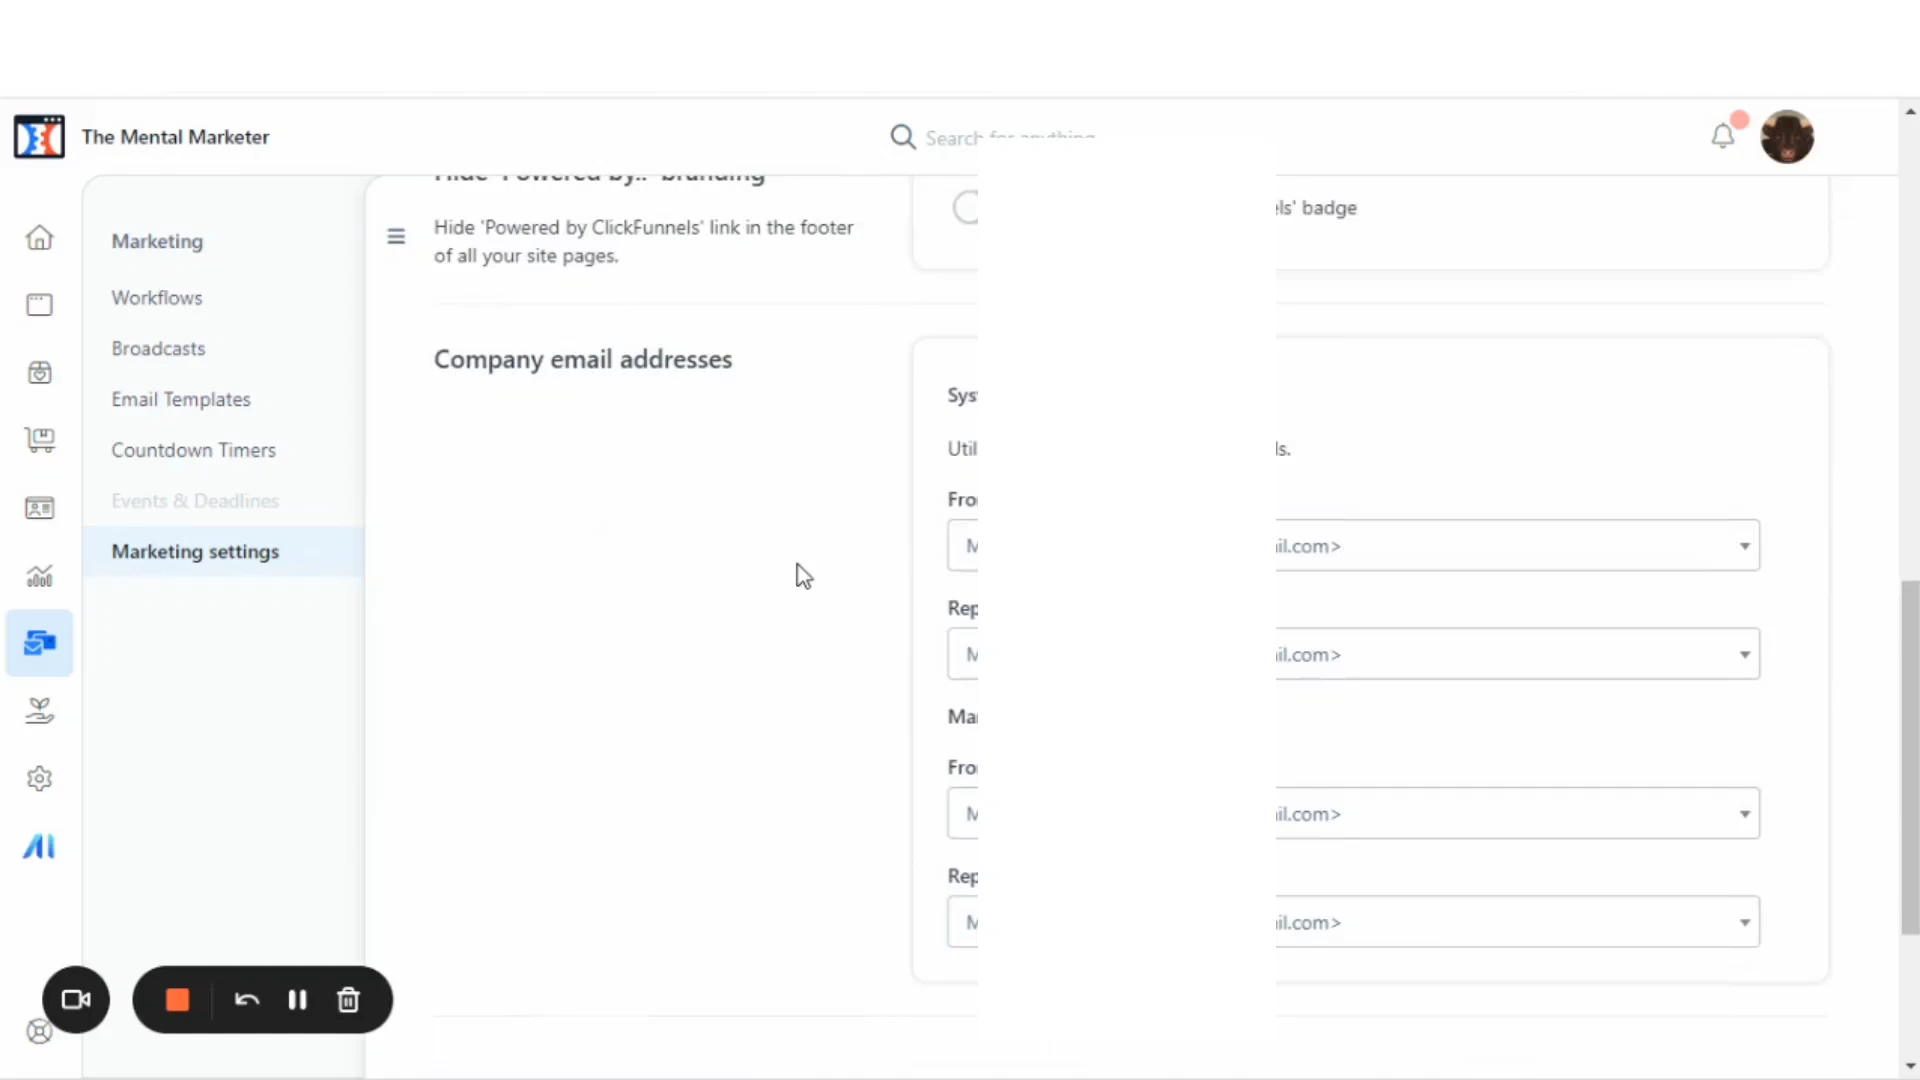 The Mental Marketer
Search for anything
Marketing
Workflows
Broadcasts
Email Templates
Countdown Timers
Events & Deadlines
Marketing settings
Hide 'Powered by..' branding
Hide 'Powered by ClickFunnels' link in the footer
of all your site pages.
ls' badge
Company email addresses
Sys
Util
ls.
Fro
M
il.com>
Rep
M
il.com>
Mar
Fro
M
il.com>
Rep
M
il.com>
AI